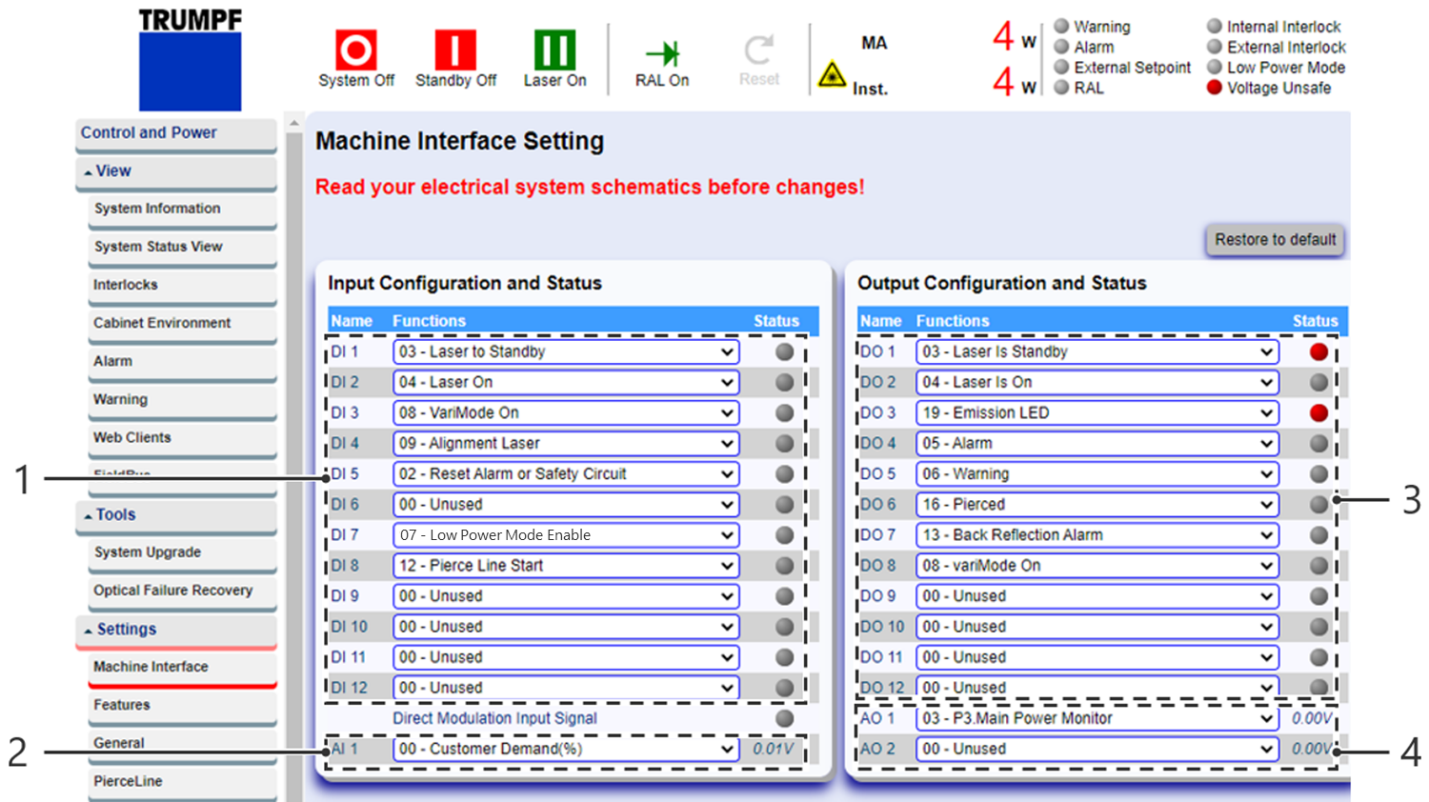 TRUMPF
System Off
Standby Off
Laser On
RAL On
Reset
MA
Inst.
4 W
4 W
Warning
Alarm
External Setpoint
RAL
Internal Interlock
External Interlock
Low Power Mode
Voltage Unsafe
Control and Power
View
System Information
System Status View
Interlocks
Cabinet Environment
Alarm
Warning
Web Clients
FieldBus
Tools
System Upgrade
Optical Failure Recovery
Settings
Machine Interface
Features
General
PierceLine
Machine Interface Setting
Read your electrical system schematics before changes!
Restore to default
Input Configuration and Status
Name Functions Status
DI 1 03 - Laser to Standby
DI 2 04 - Laser On
DI 3 08 - VariMode On
DI 4 09 - Alignment Laser
DI 5 02 - Reset Alarm or Safety Circuit
DI 6 00 - Unused
DI 7 07 - Low Power Mode Enable
DI 8 12 - Pierce Line Start
DI 9 00 - Unused
DI 10 00 - Unused
DI 11 00 - Unused
DI 12 00 - Unused
Direct Modulation Input Signal
AI 1 00 - Customer Demand(%) 0.01V
Output Configuration and Status
Name Functions Status
DO 1 03 - Laser Is Standby
DO 2 04 - Laser Is On
DO 3 19 - Emission LED
DO 4 05 - Alarm
DO 5 06 - Warning
DO 6 16 - Pierced
DO 7 13 - Back Reflection Alarm
DO 8 08 - variMode On
DO 9 00 - Unused
DO 10 00 - Unused
DO 11 00 - Unused
DO 12 00 - Unused
AO 1 03 - P3.Main Power Monitor 0.00V
AO 2 00 - Unused 0.00V
1
2
3
4